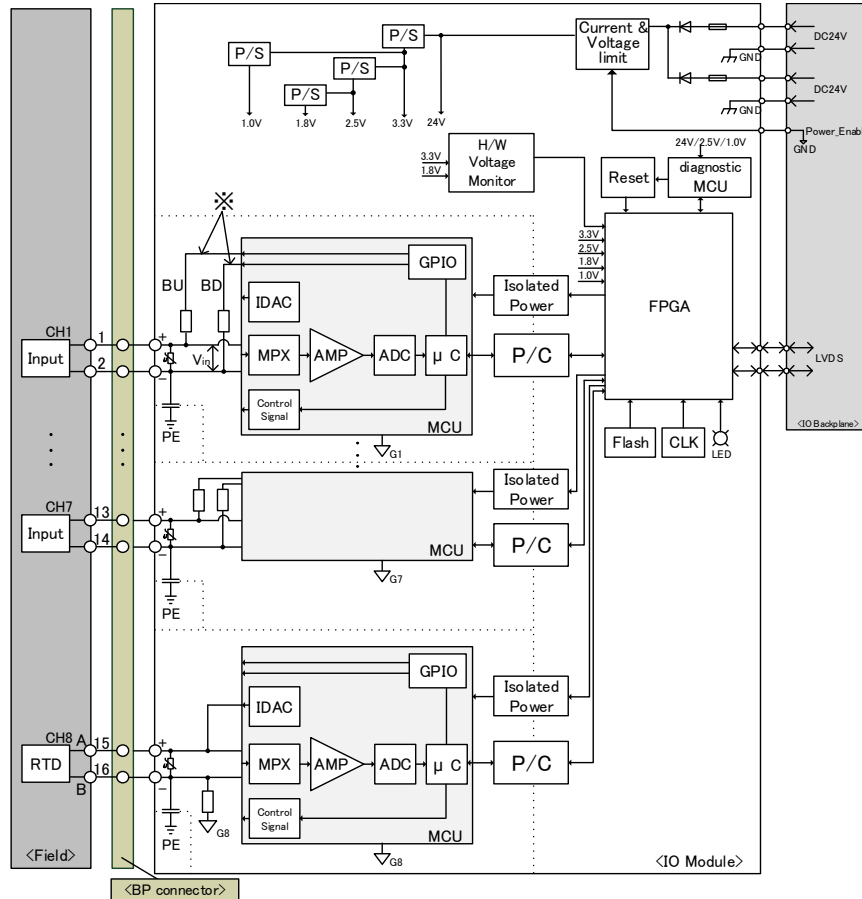 P/S
P/S
P/S
P/S
1.0V
1.8V
2.5V
3.3V
24V
Current &
Voltage
limit
GND
GND
DC24V
DC24V
Power_Enabl
GND
3.3V
1.8V
H/W
Voltage
Monitor
24V/2.5V/1.0V
Reset
diagnostic
MCU
3.3V
2.5V
1.8V
1.0V
FPGA
LVDS
<IO Backplane>
Flash
CLK
LED
※
BU
BD
GPIO
IDAC
MPX
AMP
ADC
μ C
Control
Signal
MCU
G1
Isolated
Power
P/C
CH1
Input
1
2
+
−
Vin
PE
CH7
Input
13
14
+
−
PE
MCU
G7
Isolated
Power
P/C
CH8
RTD
A
B
15
16
+
−
PE
G8
GPIO
IDAC
MPX
AMP
ADC
μ C
Control
Signal
MCU
G8
Isolated
Power
P/C
<Field>
<BP connector>
<IO Module>